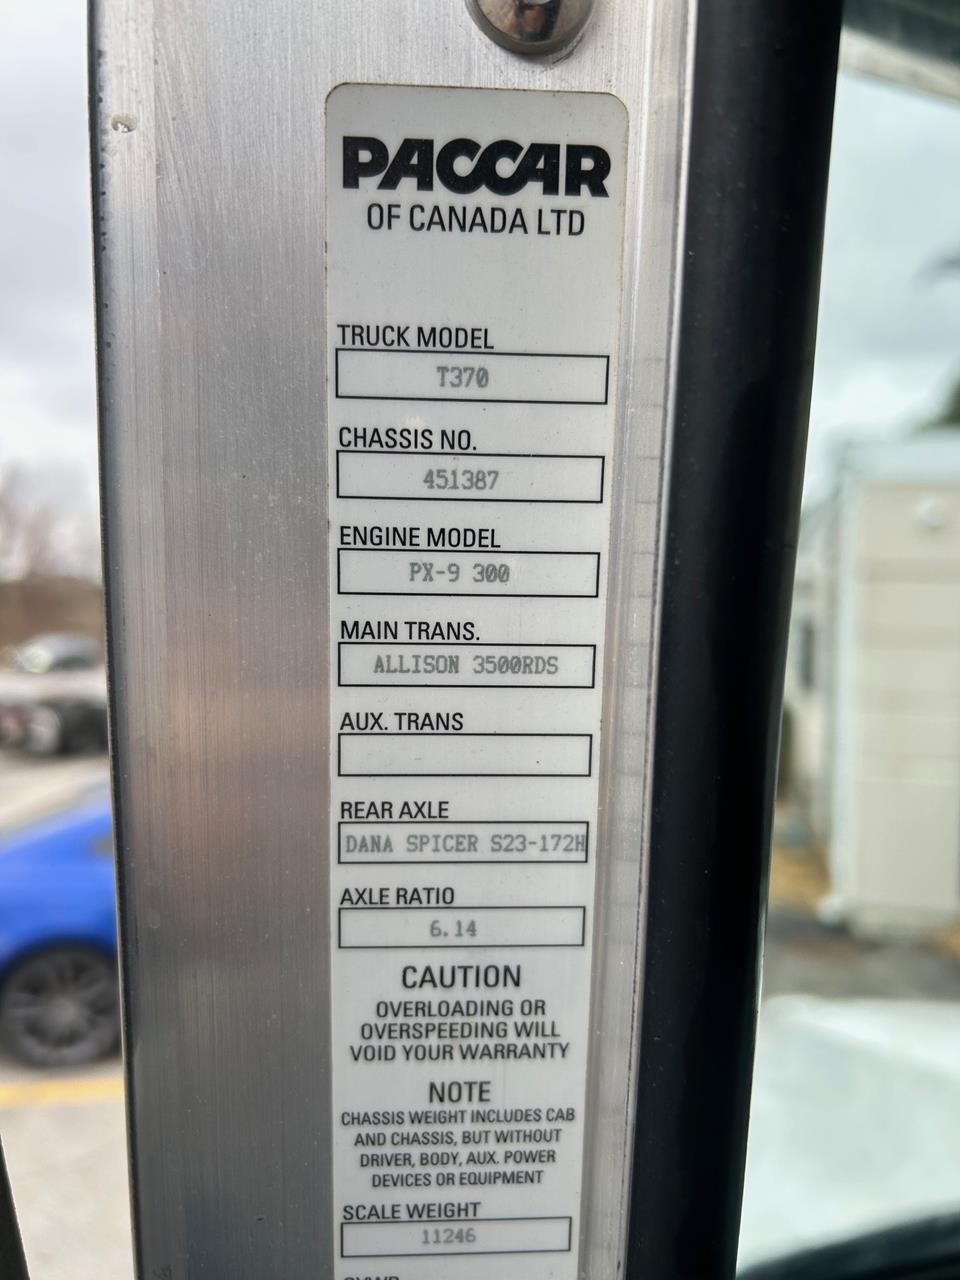 PACCAR
OF CANADA LTD
TRUCK MODEL
T370
CHASSIS NO.
451387
ENGINE MODEL
PX-9 300
MAIN TRANS.
ALLISON 3500RDS
AUX. TRANS
REAR AXLE
DANA SPICER S23-172H
AXLE RATIO
6.14
CAUTION
OVERLOADING OR
OVERSPEEDING WILL
VOID YOUR WARRANTY
NOTE
CHASSIS WEIGHT INCLUDES CAB
AND CHASSIS, BUT WITHOUT
DRIVER, BODY, AUX. POWER
DEVICES OR EQUIPMENT
SCALE WEIGHT
11246